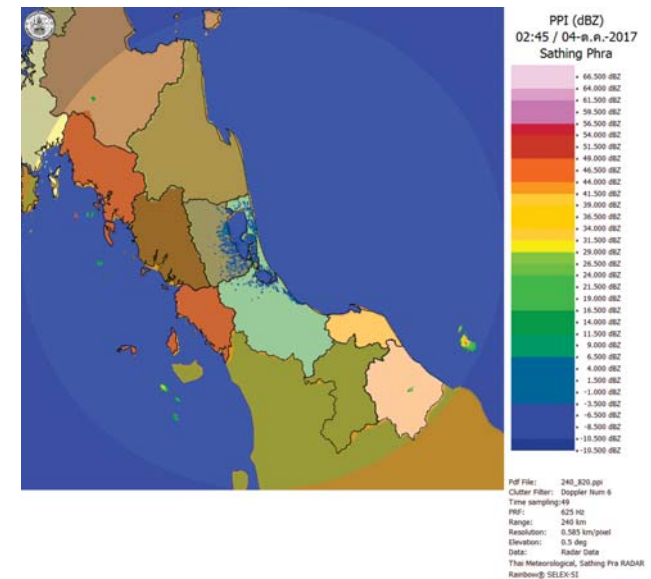 PPI (dBZ)
02:45 / 04-ต.ค.-2017
Sathing Phra
66.500 dBZ
64.000 dBZ
61.500 dBZ
59.500 dBZ
56.500 dBZ
54.000 dBZ
51.500 dBZ
49.000 dBZ
46.500 dBZ
44.000 dBZ
41.500 dBZ
39.000 dBZ
36.500 dBZ
34.000 dBZ
31.500 dBZ
29.000 dBZ
26.500 dBZ
24.000 dBZ
21.500 dBZ
19.000 dBZ
16.500 dBZ
14.000 dBZ
11.500 dBZ
9.000 dBZ
6.500 dBZ
4.000 dBZ
1.500 dBZ
-1.000 dBZ
-3.500 dBZ
-6.500 dBZ
-8.500 dBZ
-10.500 dBZ
-10.500 dBZ
Pdf File: 240_820.ppi
Clutter Filter: Doppler Num 6
Time sampling:49
PRF: 625 Hz
Range: 240 km
Resolution: 0.585 km/pixel
Elevation: 0.5 deg
Data: Radar Data
Thai Meteorological, Sathing Pra RADAR
Rainbow® SELEX-SI